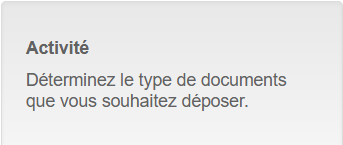 Activité
Déterminez le type de documents
que vous souhaitez déposer.